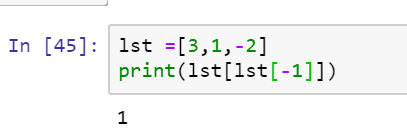 In [45]: lst =[3,1,-2]
print(lst[lst[-1]])
1